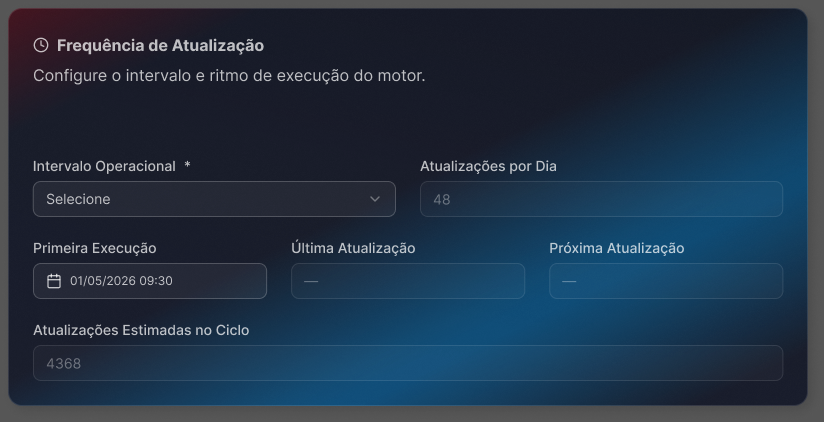 Frequência de Atualização
Configure o intervalo e ritmo de execução do motor.
Intervalo Operacional *
Selecione
Atualizações por Dia
48
Primeira Execução
01/05/2026 09:30
Última Atualização
—
Próxima Atualização
—
Atualizações Estimadas no Ciclo
4368